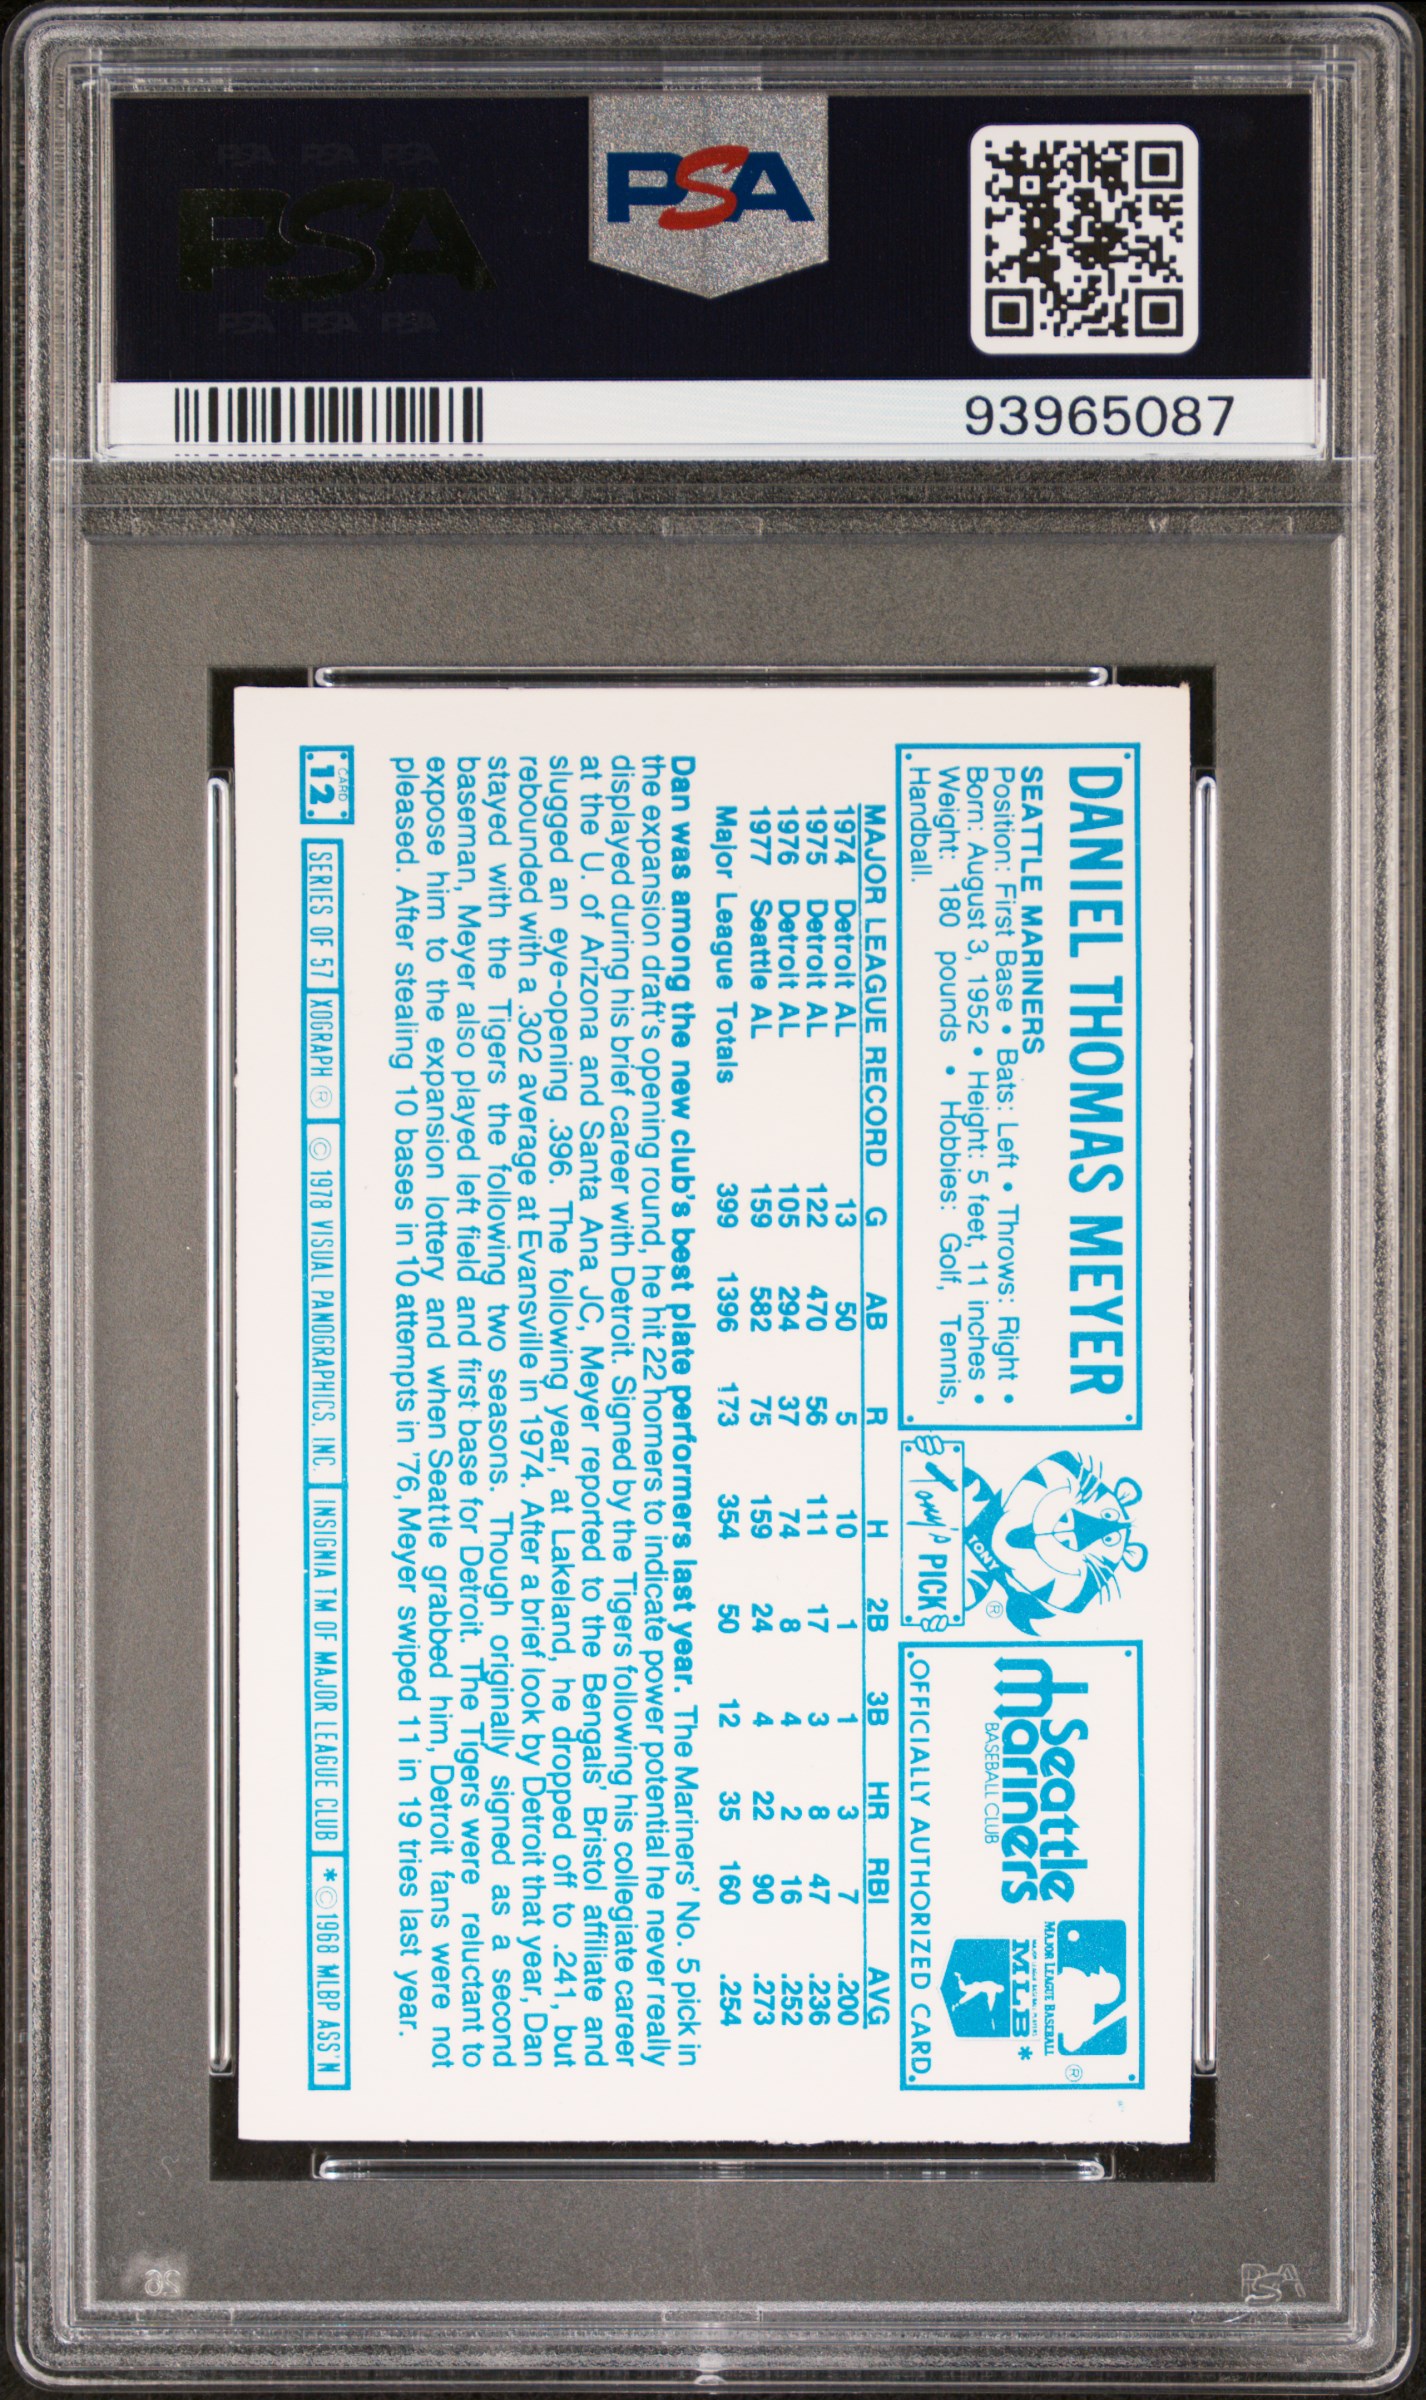 PSA PSA PSA
PSA
PSA PSA PSA
PSA
93965087
DANIEL THOMAS MEYER
SEATTLE MARINERS
Position: First Base • Bats: Left • Throws: Right •
Born: August 3, 1952 • Height: 5 feet, 11 inches •
Weight: 180 pounds • Hobbies: Golf, Tennis,
Handball.
TONY
®
Tony's PICK
Seattle
Mariners
BASEBALL CLUB
MAJOR LEAGUE BASEBALL
®
MLB *
OFFICIALLY AUTHORIZED CARD
MAJOR LEAGUE RECORD G AB R H 2B 3B HR RBI AVG
1974 Detroit AL 13 50 5 10 1 1 3 7 .200
1975 Detroit AL 122 470 56 111 17 3 8 47 .236
1976 Detroit AL 105 294 37 74 8 4 2 16 .252
1977 Seattle AL 159 582 75 159 24 4 22 90 .273
Major League Totals 399 1396 173 354 50 12 35 160 .254
Dan was among the new club's best plate performers last year. The Mariners' No. 5 pick in
the expansion draft's opening round, he hit 22 homers to indicate power potential he never really
displayed during his brief career with Detroit. Signed by the Tigers following his collegiate career
at the U. of Arizona and Santa Ana JC, Meyer reported to the Bengals' Bristol affiliate and
slugged an eye-opening .396. The following year, at Lakeland, he dropped off to .241, but
rebounded with a .302 average at Evansville in 1974. After a brief look by Detroit that year, Dan
stayed with the Tigers the following two seasons. Though originally signed as a second
baseman, Meyer also played left field and first base for Detroit. The Tigers were reluctant to
expose him to the expansion lottery and when Seattle grabbed him, Detroit fans were not
pleased. After stealing 10 bases in 10 attempts in '76, Meyer swiped 11 in 19 tries last year.
CARD
12
SERIES OF 57 XOGRAPH ® © 1978 VISUAL PANOGRAPHICS, INC. INSIGNIA TM OF MAJOR LEAGUE CLUB * © 1968 MLBP ASS'N
PSA